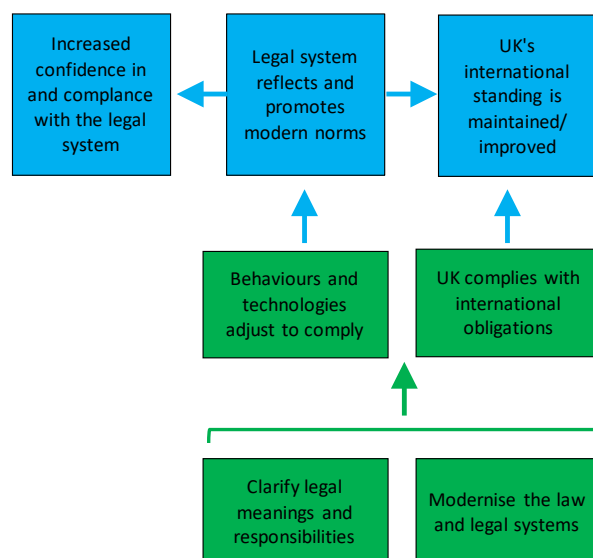 Increased
confidence in
and compliance
with the legal
system
Legal system
reflects and
promotes
modern norms
UK's
international
standing is
maintained/
improved
Behaviours and
technologies
adjust to comply
UK complies with
international
obligations
Clarify legal
meanings and
responsibilities
Modernise the law
and legal systems